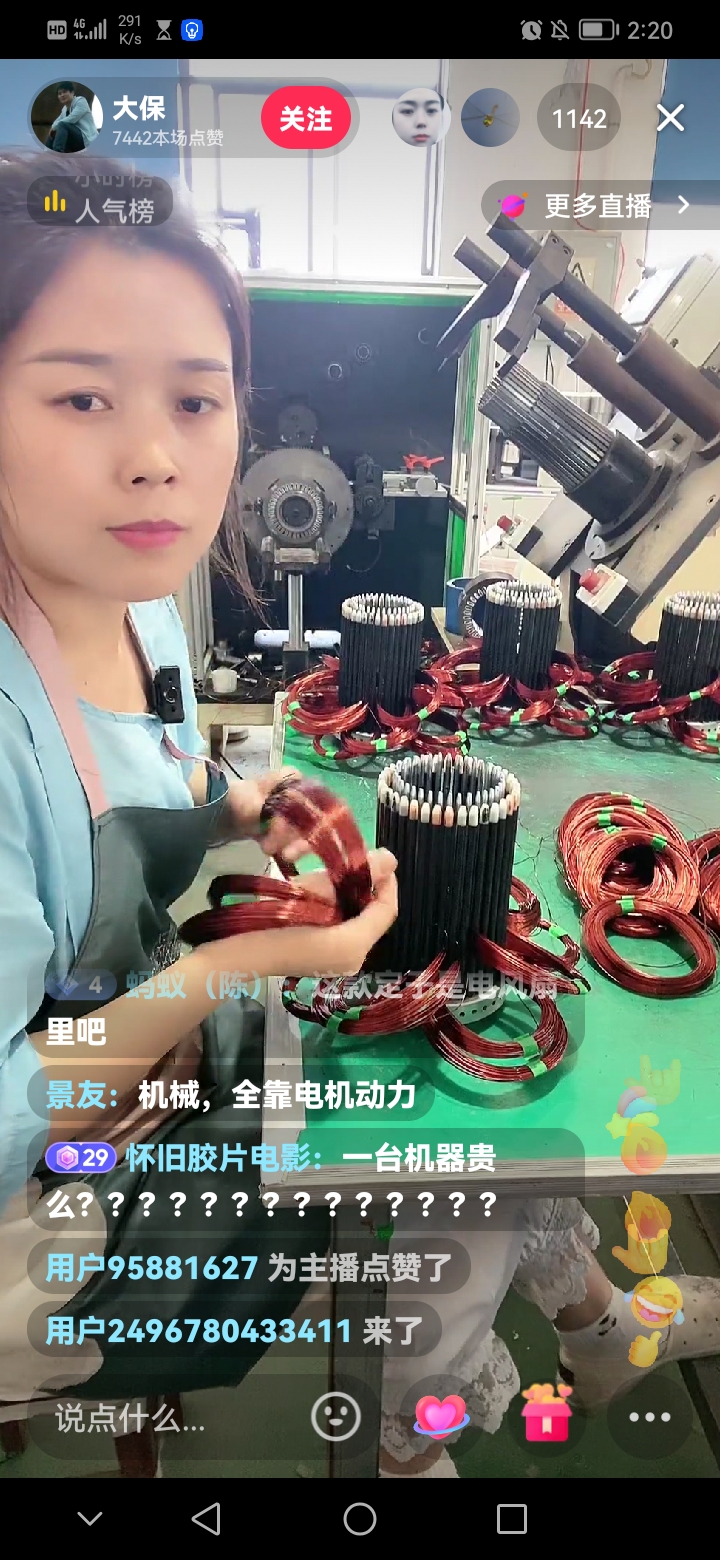 HD 4G 291 K/s 2:20
大保
7442本场点赞
关注
1142
小时榜
人气榜
更多直播
4 蚂蚁（陈）：这款定子是电风扇
里吧
景友：机械，全靠电机动力
29 怀旧胶片电影：一台机器贵
么？？？？？？？？？？？？？？
用户95881627 为主播点赞了
用户2496780433411 来了
说点什么...